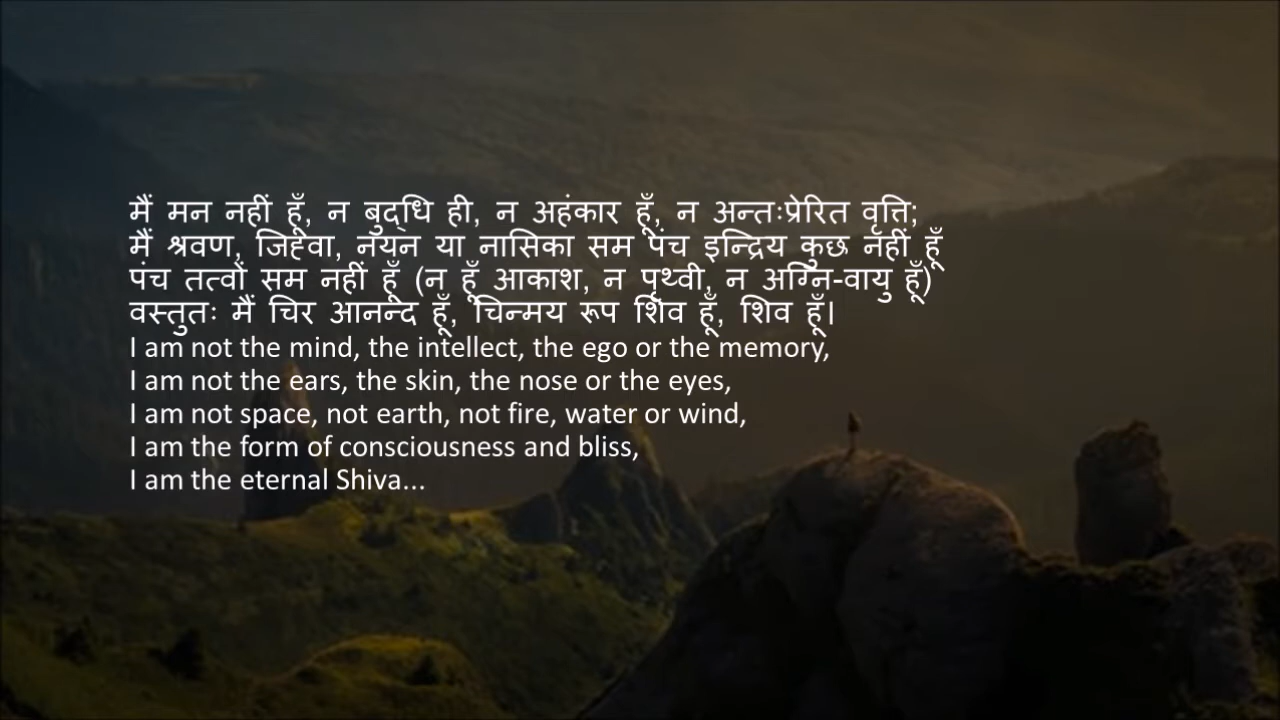 मैं मन नहीं हूँ, न बुद्धि ही, न अहंकार हूँ, न अन्तःप्रेरित वृत्ति;
मैं श्रवण, जिह्वा, नयन या नासिका सम पंच इन्द्रिय कुछ नहीं हूँ
पंच तत्वों सम नहीं हूँ (न हूँ आकाश, न पृथ्वी, न अग्नि-वायु हूँ)
वस्तुतः मैं चिर आनन्द हूँ, चिन्मय रूप शिव हूँ, शिव हूँ।
I am not the mind, the intellect, the ego or the memory,
I am not the ears, the skin, the nose or the eyes,
I am not space, not earth, not fire, water or wind,
I am the form of consciousness and bliss,
I am the eternal Shiva...